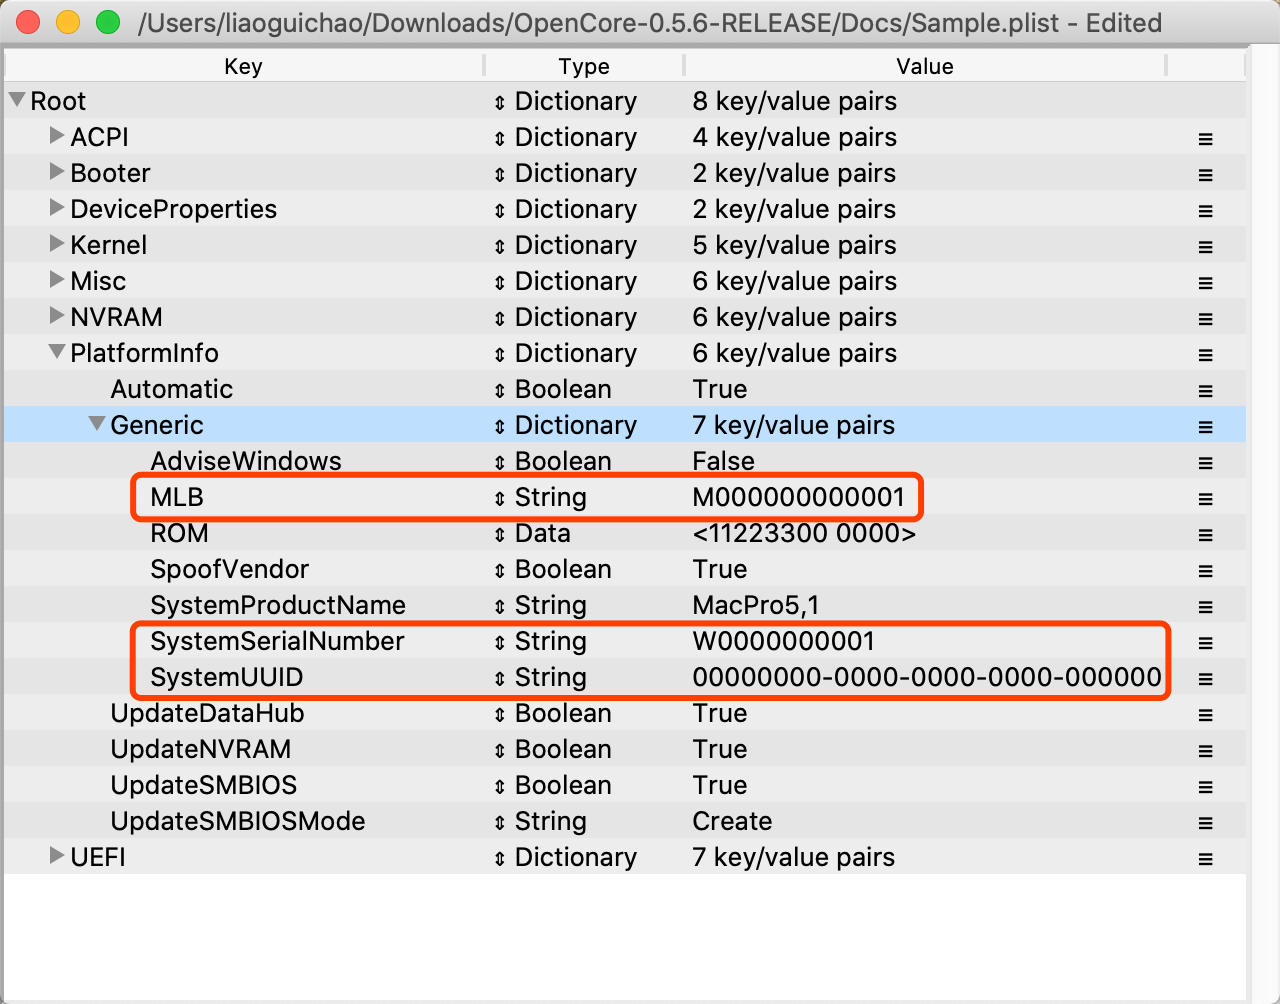 /Users/liaoguichao/Downloads/OpenCore-0.5.6-RELEASE/Docs/Sample.plist - Edited
Key Type Value
Root Dictionary 8 key/value pairs
ACPI Dictionary 4 key/value pairs
Booter Dictionary 2 key/value pairs
DeviceProperties Dictionary 2 key/value pairs
Kernel Dictionary 5 key/value pairs
Misc Dictionary 6 key/value pairs
NVRAM Dictionary 6 key/value pairs
PlatformInfo Dictionary 6 key/value pairs
Automatic Boolean True
Generic Dictionary 7 key/value pairs
AdviseWindows Boolean False
MLB String M000000000001
ROM Data <11223300 0000>
SpoofVendor Boolean True
SystemProductName String MacPro5,1
SystemSerialNumber String W0000000001
SystemUUID String 00000000-0000-0000-0000-000000
UpdateDataHub Boolean True
UpdateNVRAM Boolean True
UpdateSMBIOS Boolean True
UpdateSMBIOSMode String Create
UEFI Dictionary 7 key/value pairs